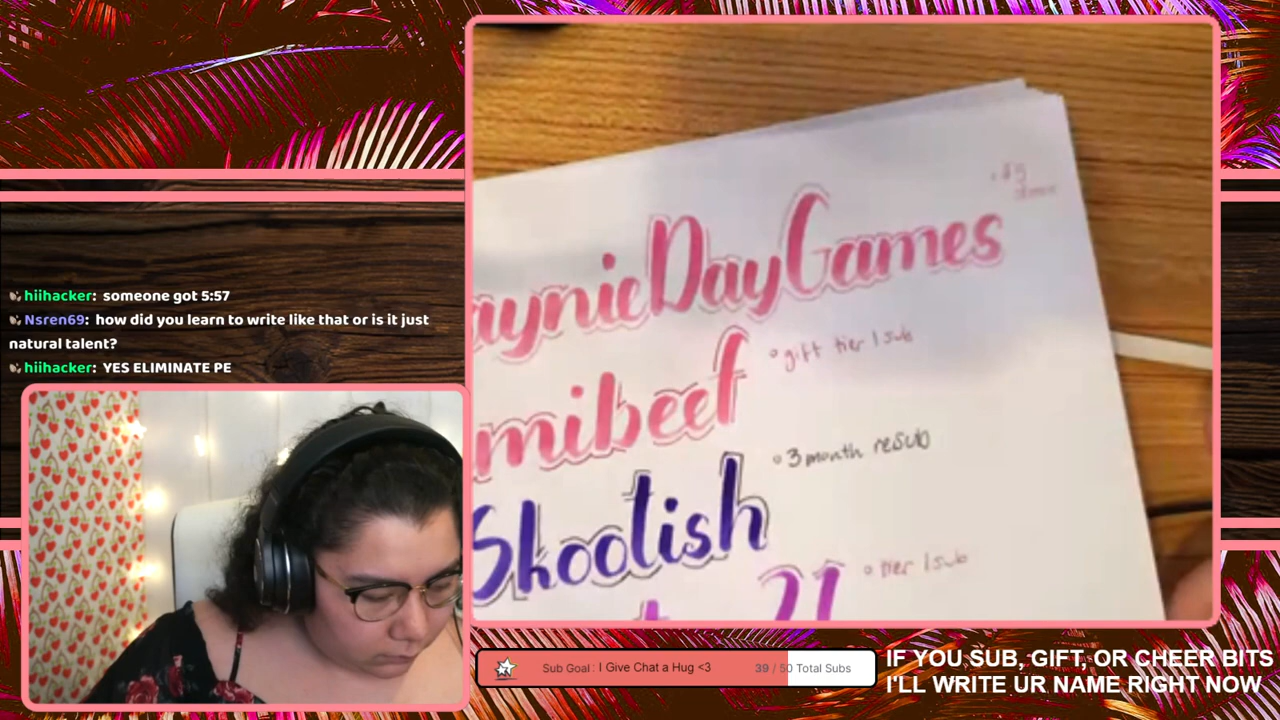 hiihacker: someone got 5:57
Nsren69: how did you learn to write like that or is it just
natural talent?
hiihacker: YES ELIMINATE PE
aynieDayGames
mibeef
gift tier 1 sub
Skootish
3 month resub
21
tier 1 sub
Sub Goal : I Give Chat a Hug <3 39 / 50 Total Subs
IF YOU SUB, GIFT, OR CHEER BITS
I'LL WRITE UR NAME RIGHT NOW